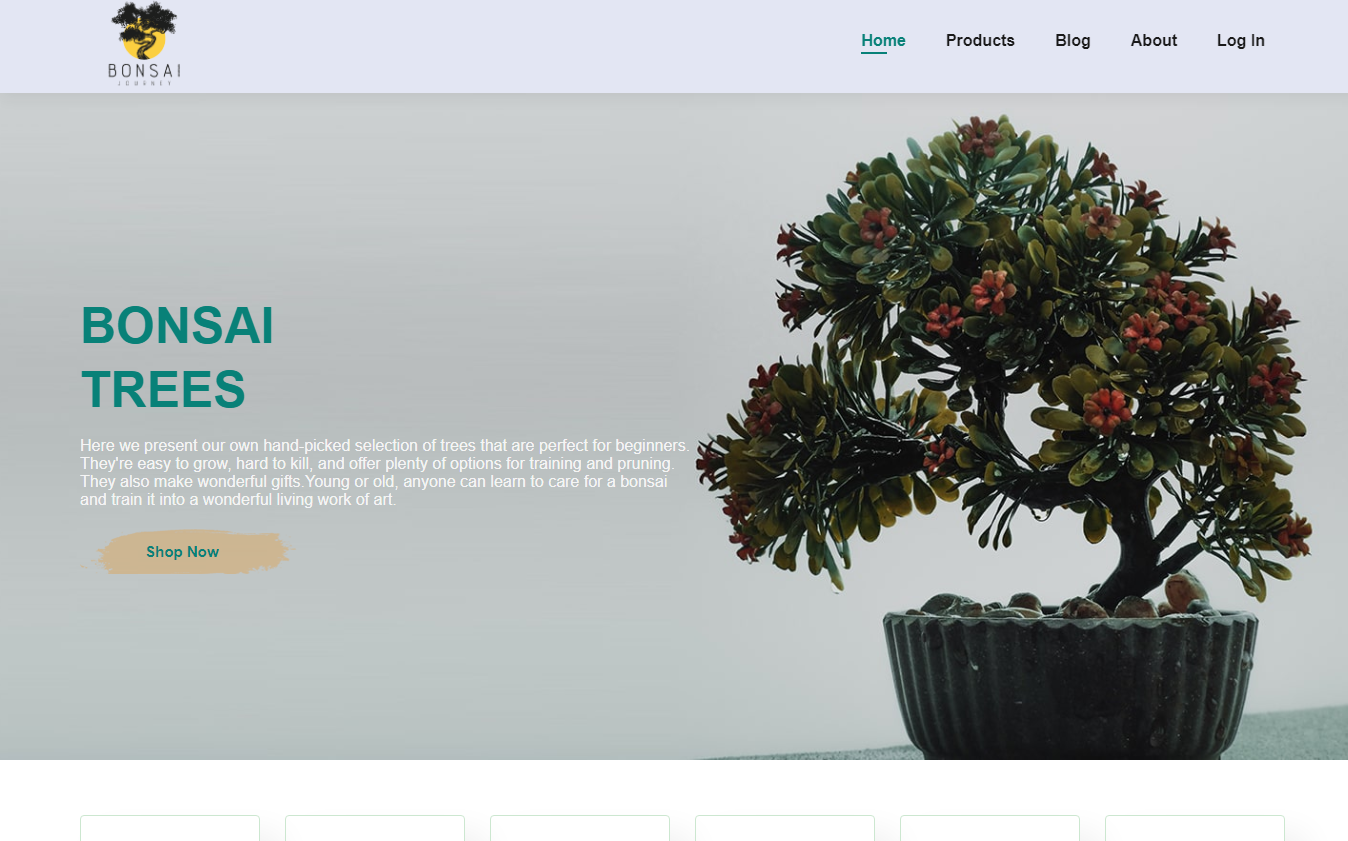 BONSAI
JOURNEY
Home
Products
Blog
About
Log In
BONSAI
TREES
Here we present our own hand-picked selection of trees that are perfect for beginners.
They're easy to grow, hard to kill, and offer plenty of options for training and pruning.
They also make wonderful gifts.Young or old, anyone can learn to care for a bonsai
and train it into a wonderful living work of art.
Shop Now